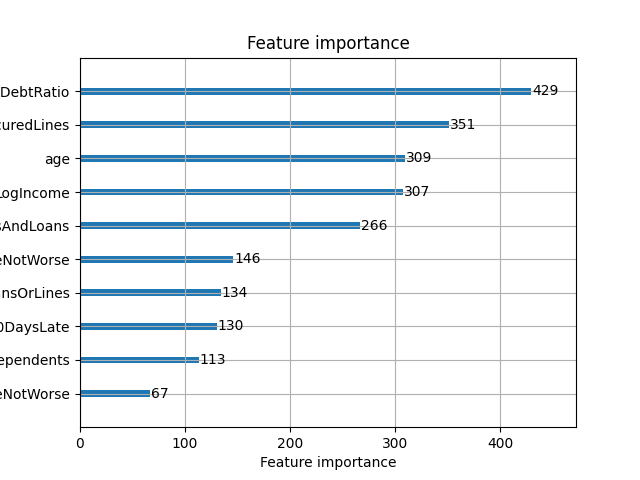 Feature importance
DebtRatio 429
curedLines 351
age 309
LogIncome 307
sAndLoans 266
eNotWorse 146
nsOrLines 134
0DaysLate 130
ependents 113
eNotWorse 67
0 100 200 300 400
Feature importance